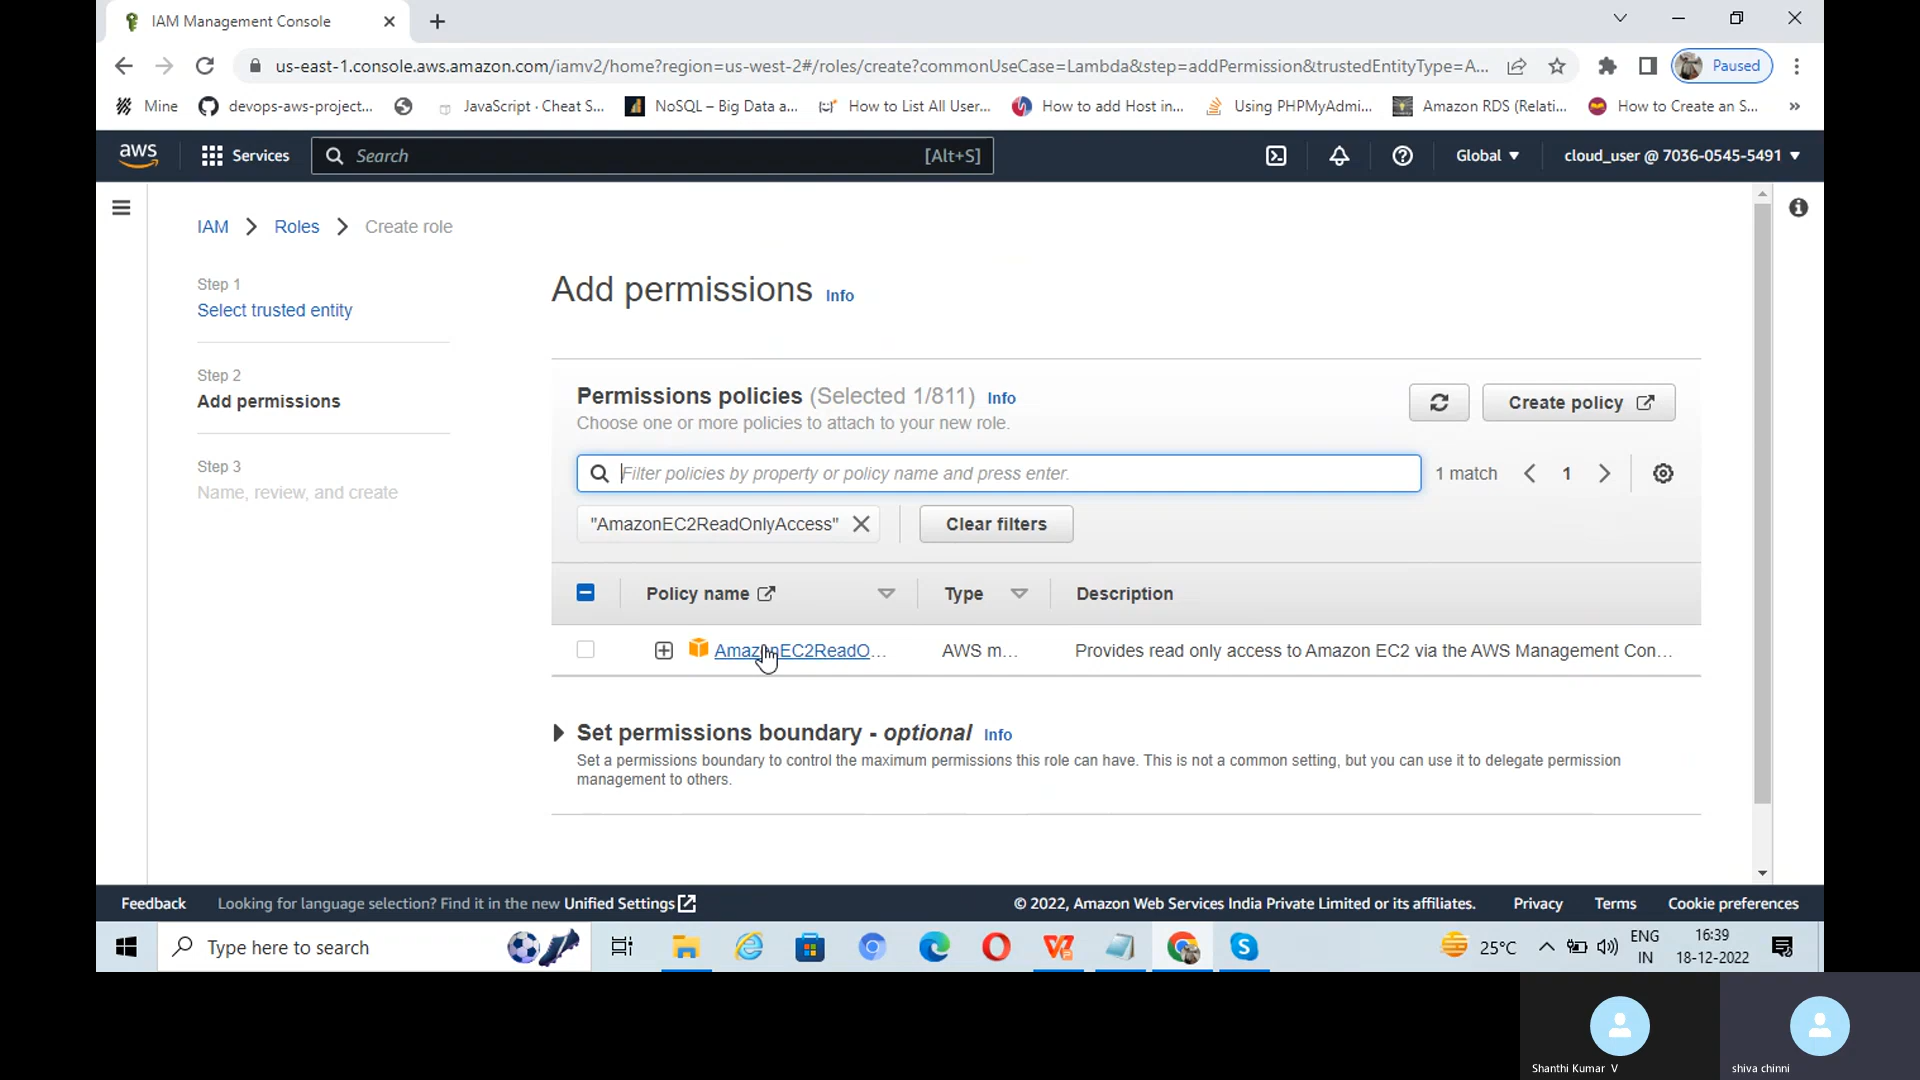 IAM Management Console
us-east-1.console.aws.amazon.com/iamv2/home?region=us-west-2#/roles/create?commonUseCase=Lambda&step=addPermission&trustedEntityType=A...
Paused
Mine
devops-aws-project...
JavaScript · Cheat S...
NoSQL – Big Data a...
How to List All User...
How to add Host in...
Using PHPMyAdmi...
Amazon RDS (Relati...
How to Create an S...
»
aws
Services
Search
[Alt+S]
Global
cloud_user @ 7036-0545-5491
IAM
Roles
Create role
Step 1
Select trusted entity
Step 2
Add permissions
Step 3
Name, review, and create
Add permissions Info
Permissions policies (Selected 1/811) Info
Choose one or more policies to attach to your new role.
Create policy
Filter policies by property or policy name and press enter.
1 match
1
"AmazonEC2ReadOnlyAccess"
Clear filters
Policy name
Type
Description
AmazonEC2ReadO...
AWS m...
Provides read only access to Amazon EC2 via the AWS Management Con...
Set permissions boundary - optional Info
Set a permissions boundary to control the maximum permissions this role can have. This is not a common setting, but you can use it to delegate permission
management to others.
Feedback
Looking for language selection? Find it in the new Unified Settings
© 2022, Amazon Web Services India Private Limited or its affiliates.
Privacy
Terms
Cookie preferences
Type here to search
25°C
ENG
IN
16:39
18-12-2022
Shanthi Kumar V
shiva chinni